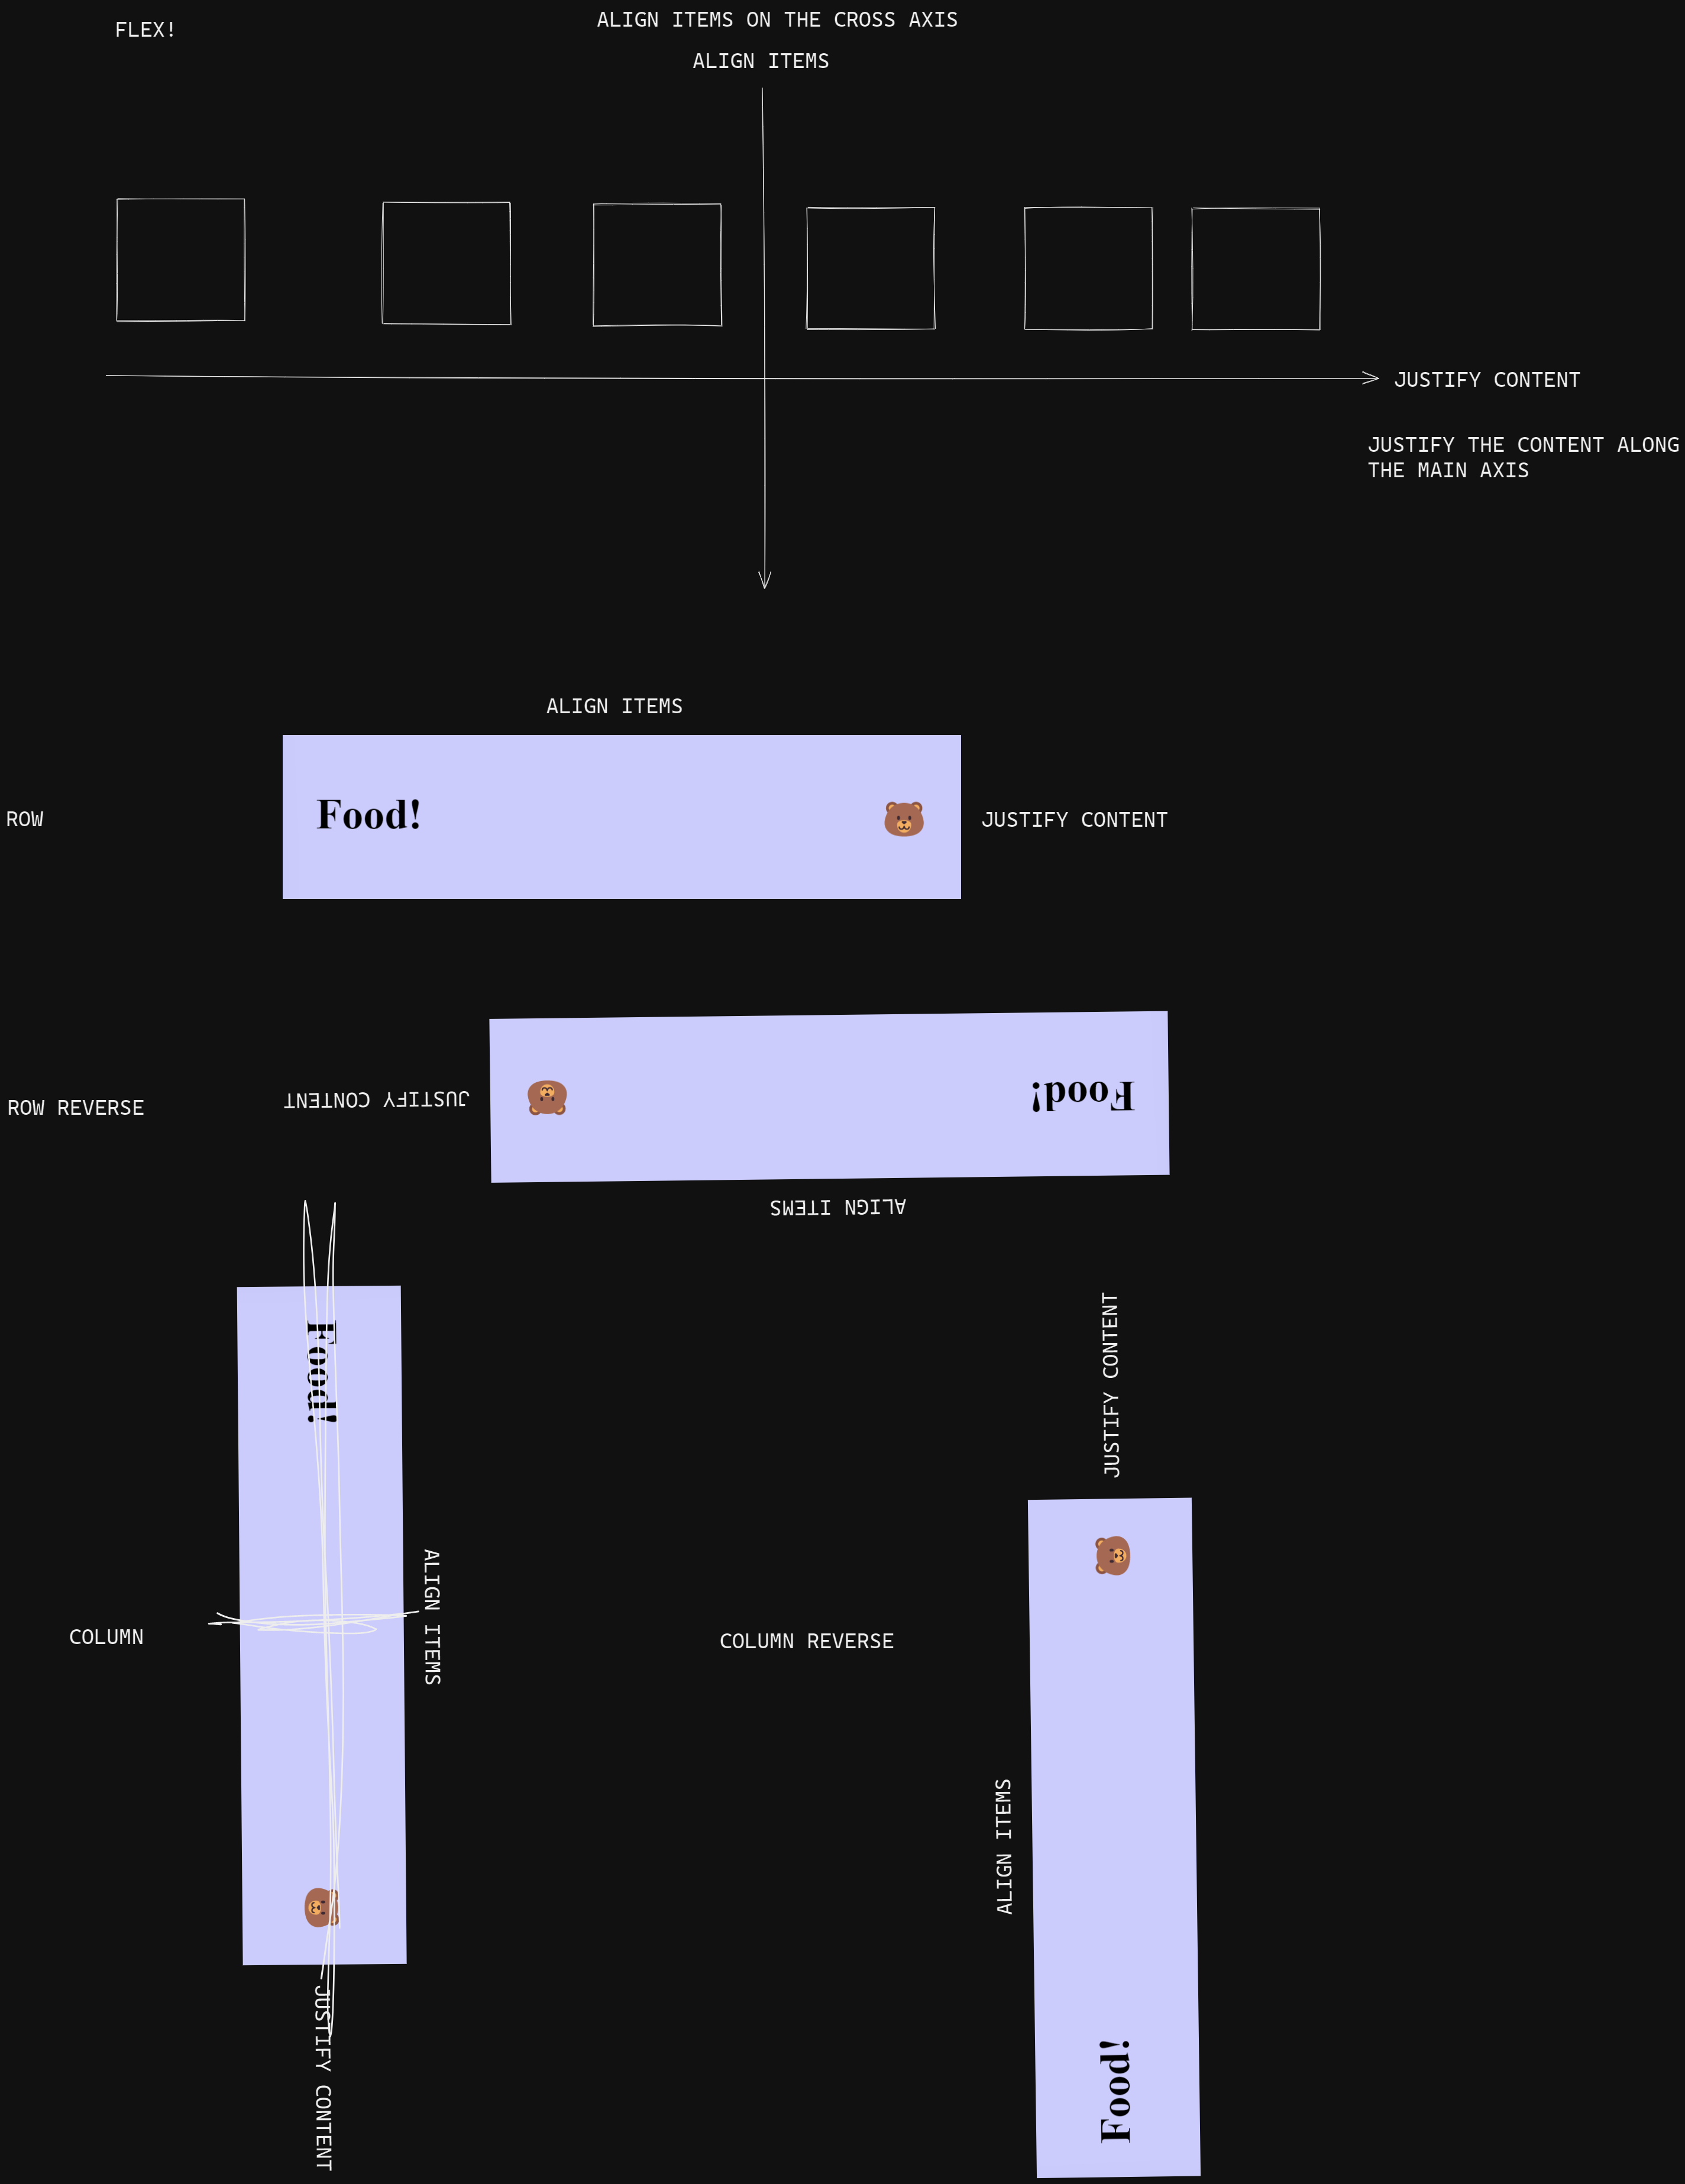 FLEX!
ALIGN ITEMS ON THE CROSS AXIS
ALIGN ITEMS
JUSTIFY CONTENT
JUSTIFY THE CONTENT ALONG
THE MAIN AXIS
ALIGN ITEMS
ROW
Food!
JUSTIFY CONTENT
ROW REVERSE
JUSTIFY CONTENT
Food!
ALIGN ITEMS
COLUMN
Food!
ALIGN ITEMS
JUSTIFY CONTENT
COLUMN REVERSE
JUSTIFY CONTENT
ALIGN ITEMS
Food!